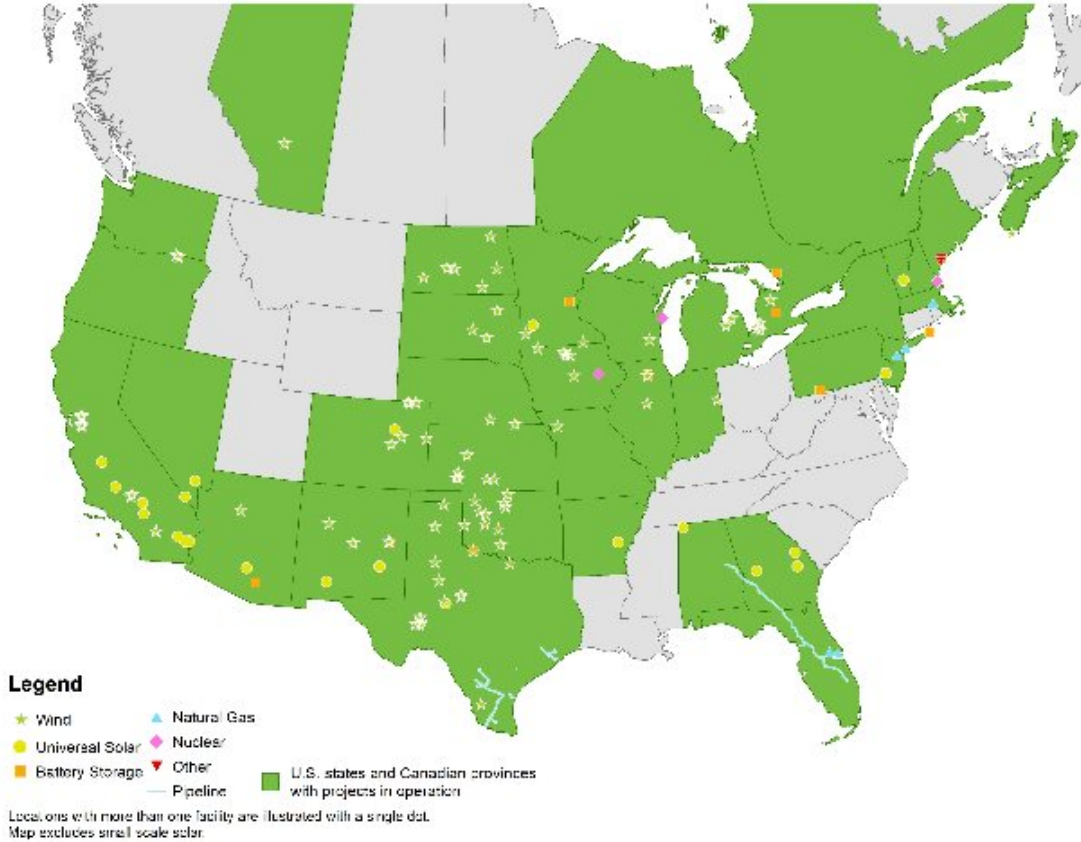 Legend
Wind
Universal Solar
Battery Storage
Natural Gas
Nuclear
Other
Pipeline
U.S. states and Canadian provinces
with projects in operation
Locations with more than one facility are illustrated with a single dot.
Map excludes small scale solar.